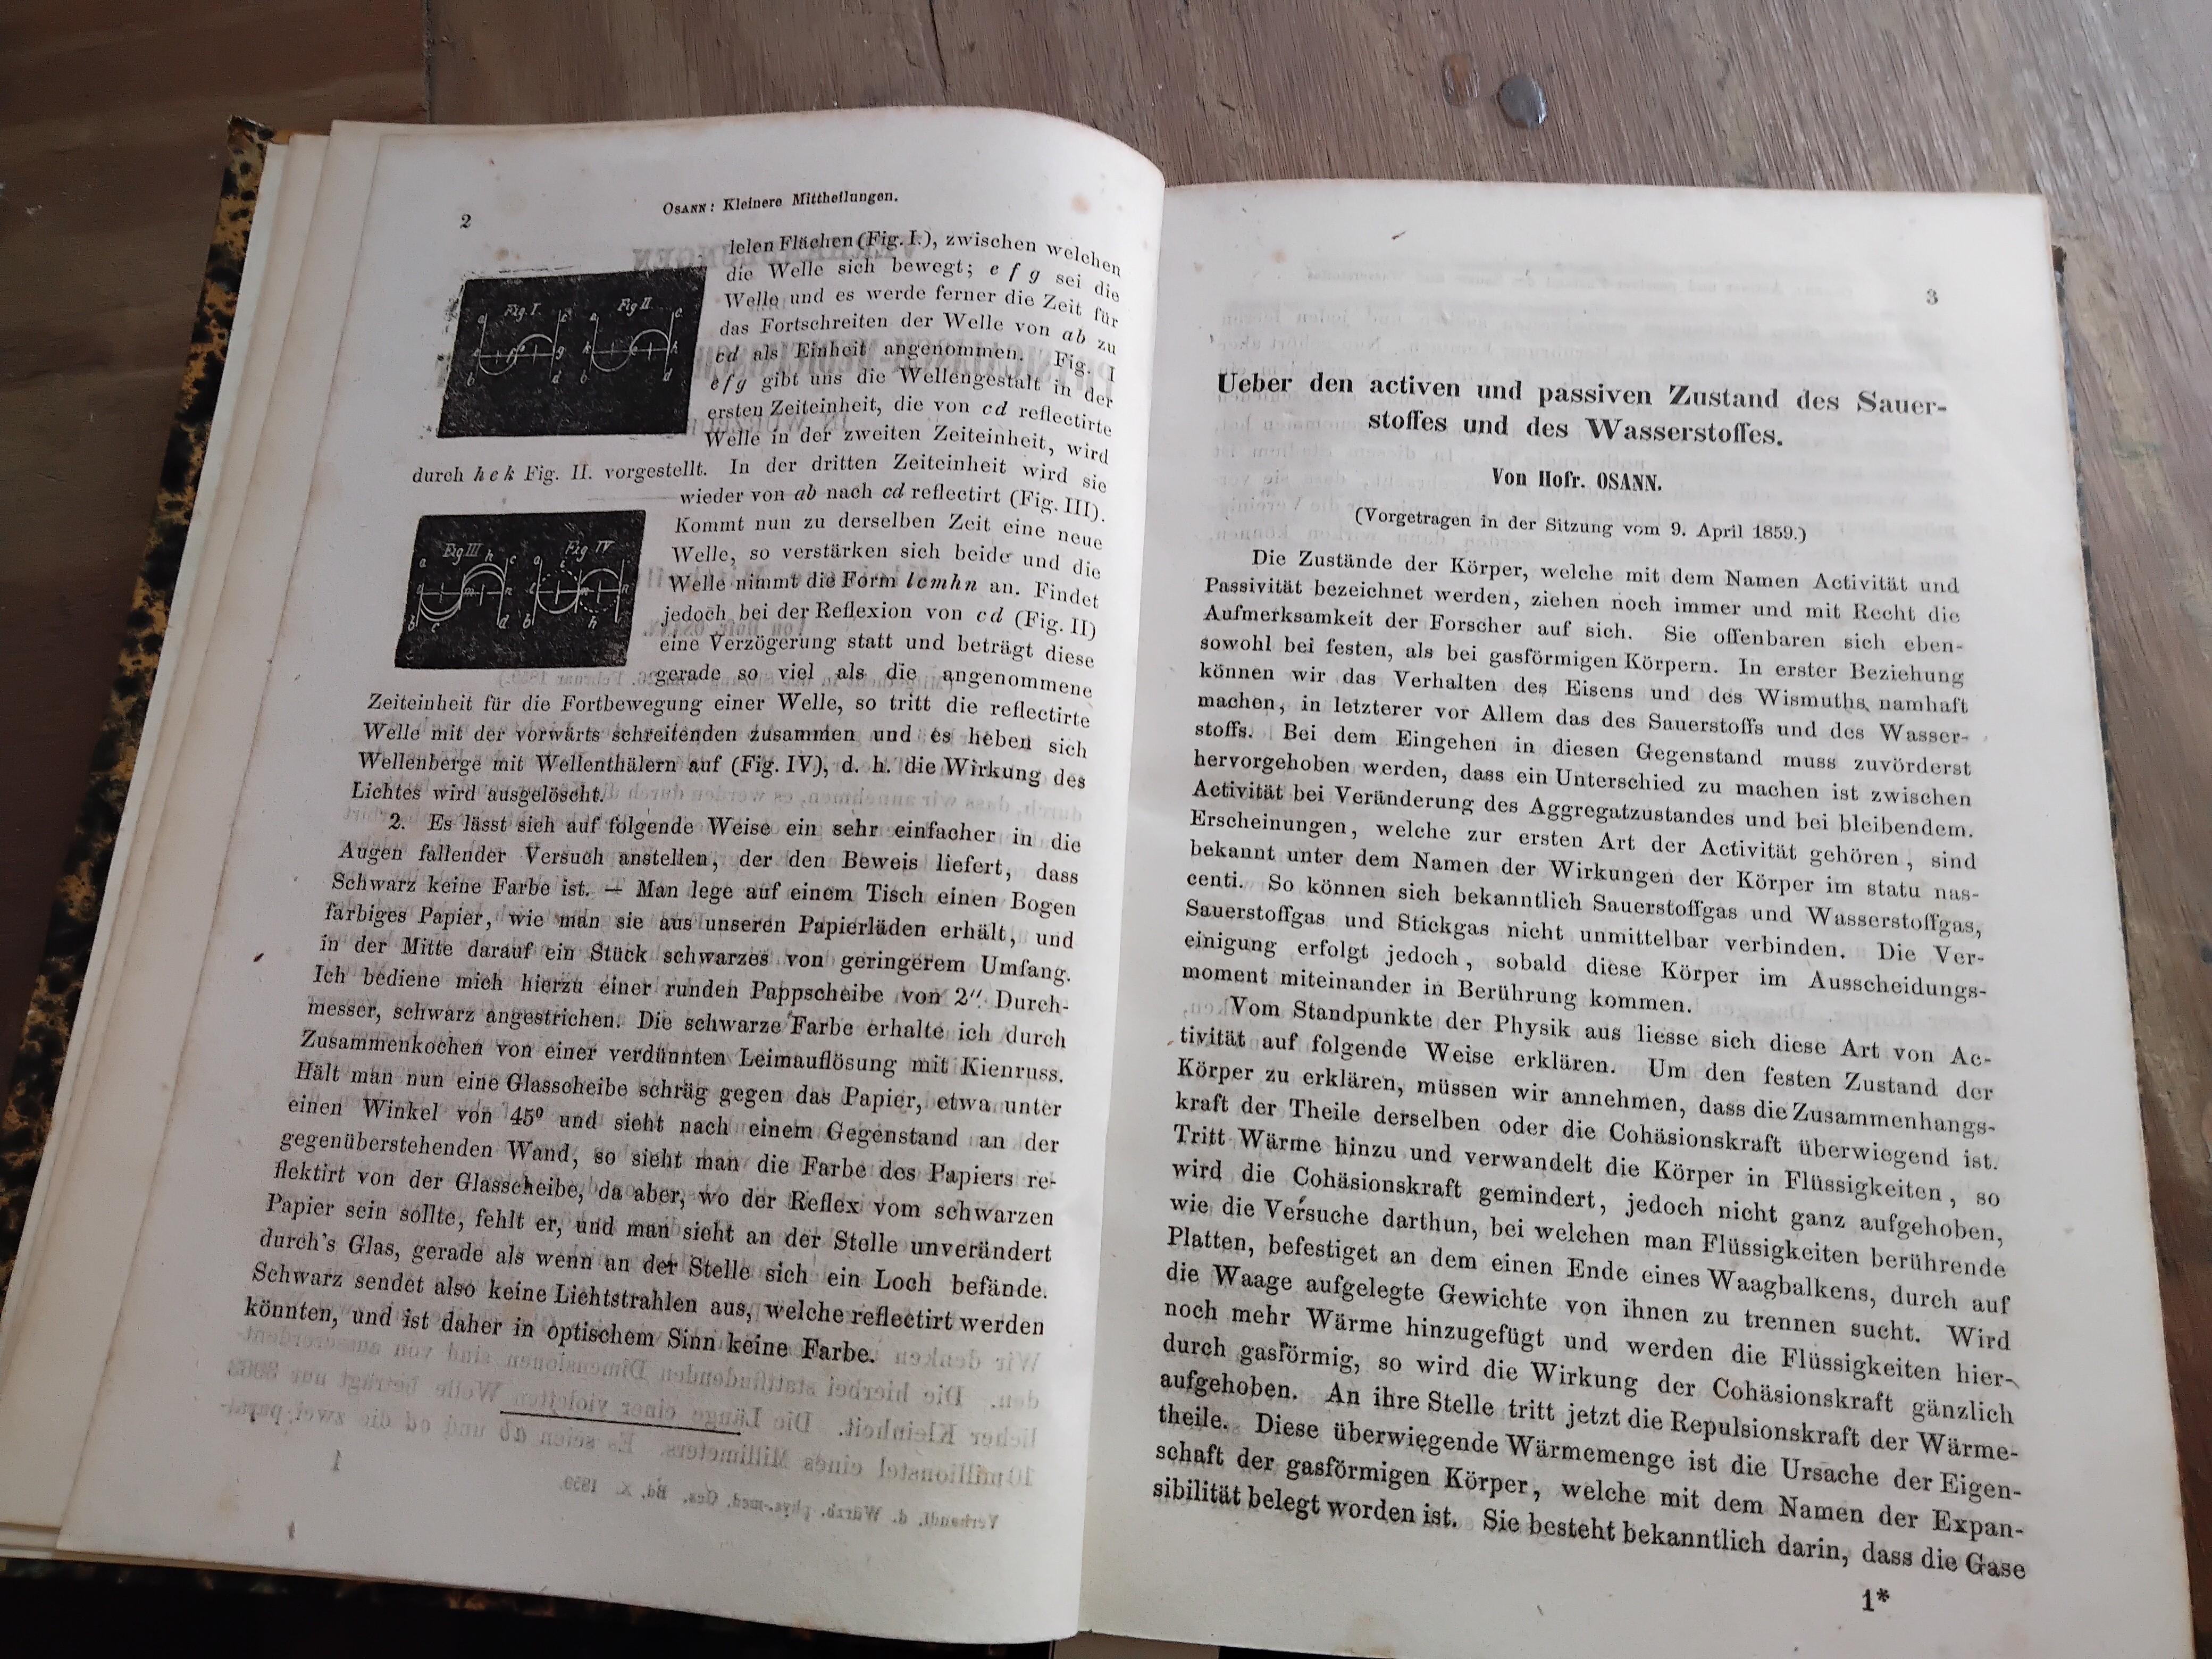 2
OSANN: Kleinere Mittheilungen.
lelen Flächen (Fig. I.), zwischen welchen
die Welle sich bewegt; e f g sei die
Welle und es werde ferner die Zeit für
das Fortschreiten der Welle von ab zu
cd als Einheit angenommen. Fig. I
efg gibt uns die Wellengestalt in der
ersten Zeiteinheit, die von cd reflectirte
Welle in der zweiten Zeiteinheit, wird
durch hek Fig. II. vorgestellt. In der dritten Zeiteinheit wird sie
wieder von ab nach cd reflectirt (Fig. III).
Kommt nun zu derselben Zeit eine neue
Welle, so verstärken sich beide und die
Welle nimmt die Form lcmhn an. Findet
jedoch bei der Reflexion von cd (Fig. II)
eine Verzögerung statt und beträgt diese
gerade so viel als die angenommene
Zeiteinheit für die Fortbewegung einer Welle, so tritt die reflectirte
Welle mit der vorwärts schreitenden zusammen und es heben sich
Wellenberge mit Wellenthälern auf (Fig. IV), d. h. die Wirkung des
Lichtes wird ausgelöscht.
Fig. I Fig II
Fig III Fig IV
2. Es lässt sich auf folgende Weise ein sehr einfacher in die
Augen fallender Versuch anstellen, der den Beweis liefert, dass
Schwarz keine Farbe ist. — Man lege auf einem Tisch einen Bogen
farbiges Papier, wie man sie aus unseren Papierläden erhält, und
in der Mitte darauf ein Stück schwarzes von geringerem Umfang.
Ich bediene mich hierzu einer runden Pappscheibe von 2" Durch-
messer, schwarz angestrichen. Die schwarze Farbe erhalte ich durch
Zusammenkochen von einer verdünnten Leimauflösung mit Kienruss.
Hält man nun eine Glasscheibe schräg gegen das Papier, etwa unter
einen Winkel von 45⁰ und sieht nach einem Gegenstand an der
gegenüberstehenden Wand, so sieht man die Farbe des Papiers re-
flektirt von der Glasscheibe, da aber, wo der Reflex vom schwarzen
Papier sein sollte, fehlt er, und man sieht an der Stelle unverändert
durch's Glas, gerade als wenn an der Stelle sich ein Loch befände.
Schwarz sendet also keine Lichtstrahlen aus, welche reflectirt werden
könnten, und ist daher in optischem Sinn keine Farbe.
3
Ueber den activen und passiven Zustand des Sauer-
stoffes und des Wasserstoffes.
Von Hofr. OSANN.
(Vorgetragen in der Sitzung vom 9. April 1859.)
Die Zustände der Körper, welche mit dem Namen Activität und
Passivität bezeichnet werden, ziehen noch immer und mit Recht die
Aufmerksamkeit der Forscher auf sich. Sie offenbaren sich eben-
sowohl bei festen, als bei gasförmigen Körpern. In erster Beziehung
können wir das Verhalten des Eisens und des Wismuths namhaft
machen, in letzterer vor Allem das des Sauerstoffs und des Wasser-
stoffs. Bei dem Eingehen in diesen Gegenstand muss zuvörderst
hervorgehoben werden, dass ein Unterschied zu machen ist zwischen
Activität bei Veränderung des Aggregatzustandes und bei bleibendem.
Erscheinungen, welche zur ersten Art der Activität gehören, sind
bekannt unter dem Namen der Wirkungen der Körper im statu nas-
centi. So können sich bekanntlich Sauerstoffgas und Wasserstoffgas,
Sauerstoffgas und Stickgas nicht unmittelbar verbinden. Die Ver-
einigung erfolgt jedoch, sobald diese Körper im Ausscheidungs-
moment miteinander in Berührung kommen.
Vom Standpunkte der Physik aus liesse sich diese Art von Ac-
tivität auf folgende Weise erklären. Um den festen Zustand der
Körper zu erklären, müssen wir annehmen, dass die Zusammenhangs-
kraft der Theile derselben oder die Cohäsionskraft überwiegend ist.
Tritt Wärme hinzu und verwandelt die Körper in Flüssigkeiten, so
wird die Cohäsionskraft gemindert, jedoch nicht ganz aufgehoben,
wie die Versuche darthun, bei welchen man Flüssigkeiten berührende
Platten, befestiget an dem einen Ende eines Waagbalkens, durch auf
die Waage aufgelegte Gewichte von ihnen zu trennen sucht. Wird
noch mehr Wärme hinzugefügt und werden die Flüssigkeiten hier-
durch gasförmig, so wird die Wirkung der Cohäsionskraft gänzlich
aufgehoben. An ihre Stelle tritt jetzt die Repulsionskraft der Wärme-
theile. Diese überwiegende Wärmemenge ist die Ursache der Eigen-
schaft der gasförmigen Körper, welche mit dem Namen der Expan-
sibilität belegt worden ist. Sie besteht bekanntlich darin, dass die Gase
1*